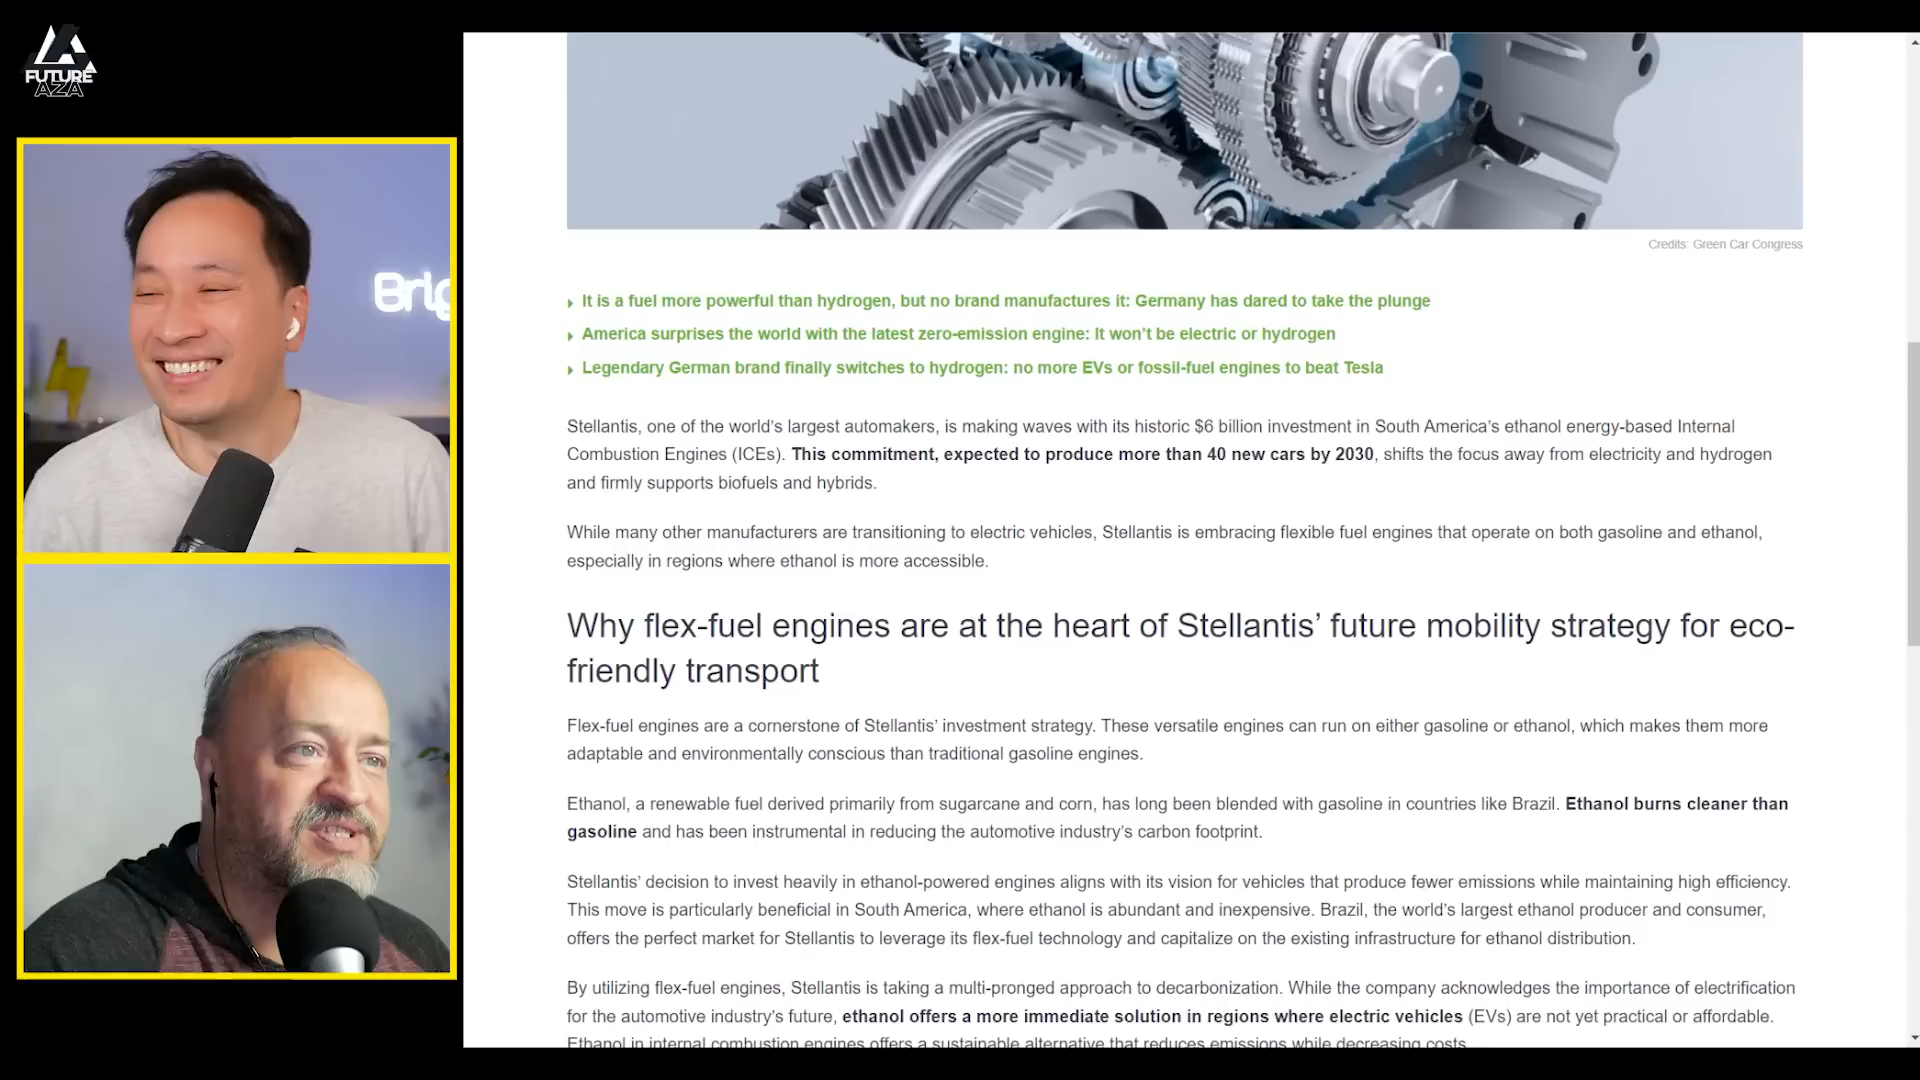 FUTURE
AZA
Brig
Credits: Green Car Congress
It is a fuel more powerful than hydrogen, but no brand manufactures it: Germany has dared to take the plunge
America surprises the world with the latest zero-emission engine: It won’t be electric or hydrogen
Legendary German brand finally switches to hydrogen: no more EVs or fossil-fuel engines to beat Tesla
Stellantis, one of the world’s largest automakers, is making waves with its historic $6 billion investment in South America’s ethanol energy-based Internal
Combustion Engines (ICEs). This commitment, expected to produce more than 40 new cars by 2030, shifts the focus away from electricity and hydrogen
and firmly supports biofuels and hybrids.
While many other manufacturers are transitioning to electric vehicles, Stellantis is embracing flexible fuel engines that operate on both gasoline and ethanol,
especially in regions where ethanol is more accessible.
Why flex-fuel engines are at the heart of Stellantis’ future mobility strategy for eco-
friendly transport
Flex-fuel engines are a cornerstone of Stellantis’ investment strategy. These versatile engines can run on either gasoline or ethanol, which makes them more
adaptable and environmentally conscious than traditional gasoline engines.
Ethanol, a renewable fuel derived primarily from sugarcane and corn, has long been blended with gasoline in countries like Brazil. Ethanol burns cleaner than
gasoline and has been instrumental in reducing the automotive industry’s carbon footprint.
Stellantis’ decision to invest heavily in ethanol-powered engines aligns with its vision for vehicles that produce fewer emissions while maintaining high efficiency.
This move is particularly beneficial in South America, where ethanol is abundant and inexpensive. Brazil, the world’s largest ethanol producer and consumer,
offers the perfect market for Stellantis to leverage its flex-fuel technology and capitalize on the existing infrastructure for ethanol distribution.
By utilizing flex-fuel engines, Stellantis is taking a multi-pronged approach to decarbonization. While the company acknowledges the importance of electrification
for the automotive industry’s future, ethanol offers a more immediate solution in regions where electric vehicles (EVs) are not yet practical or affordable.
Ethanol in internal combustion engines offers a sustainable alternative that reduces emissions while decreasing costs.